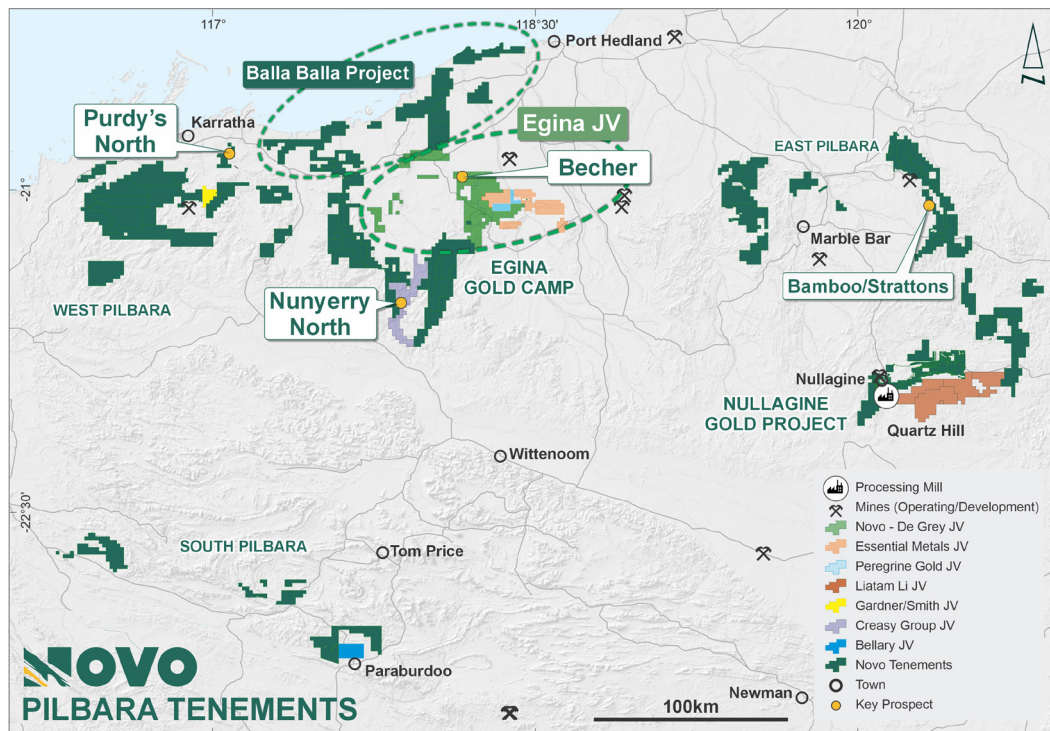 117°
118°30'
120°
-21°
-22°30'
Balla Balla Project
Port Hedland
Karratha
Purdy's
North
Egina JV
Becher
EAST PILBARA
Marble Bar
Bamboo/Strattons
WEST PILBARA
EGINA
GOLD CAMP
Nunyerry
North
Nullagine
NULLAGINE
GOLD PROJECT
Quartz Hill
Wittenoom
SOUTH PILBARA
Tom Price
Paraburdoo
Newman
Processing Mill
Mines (Operating/Development)
Novo - De Grey JV
Essential Metals JV
Peregrine Gold JV
Liatam Li JV
Gardner/Smith JV
Creasy Group JV
Bellary JV
Novo Tenements
Town
Key Prospect
NOVO
PILBARA TENEMENTS
100km
N